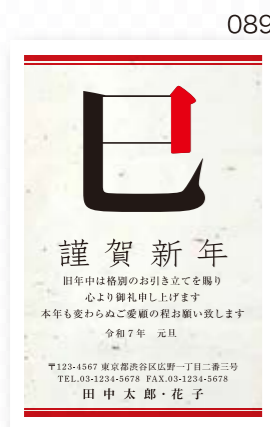 089
巳
謹賀新年
旧年中は格別のお引き立てを賜り
心より御礼申し上げます
本年も変わらぬご愛顧の程お願い致します
令和7年 元旦
〒123-4567 東京都渋谷区広野一丁目二番三号
TEL.03-1234-5678 FAX.03-1234-5678
田中太郎・花子